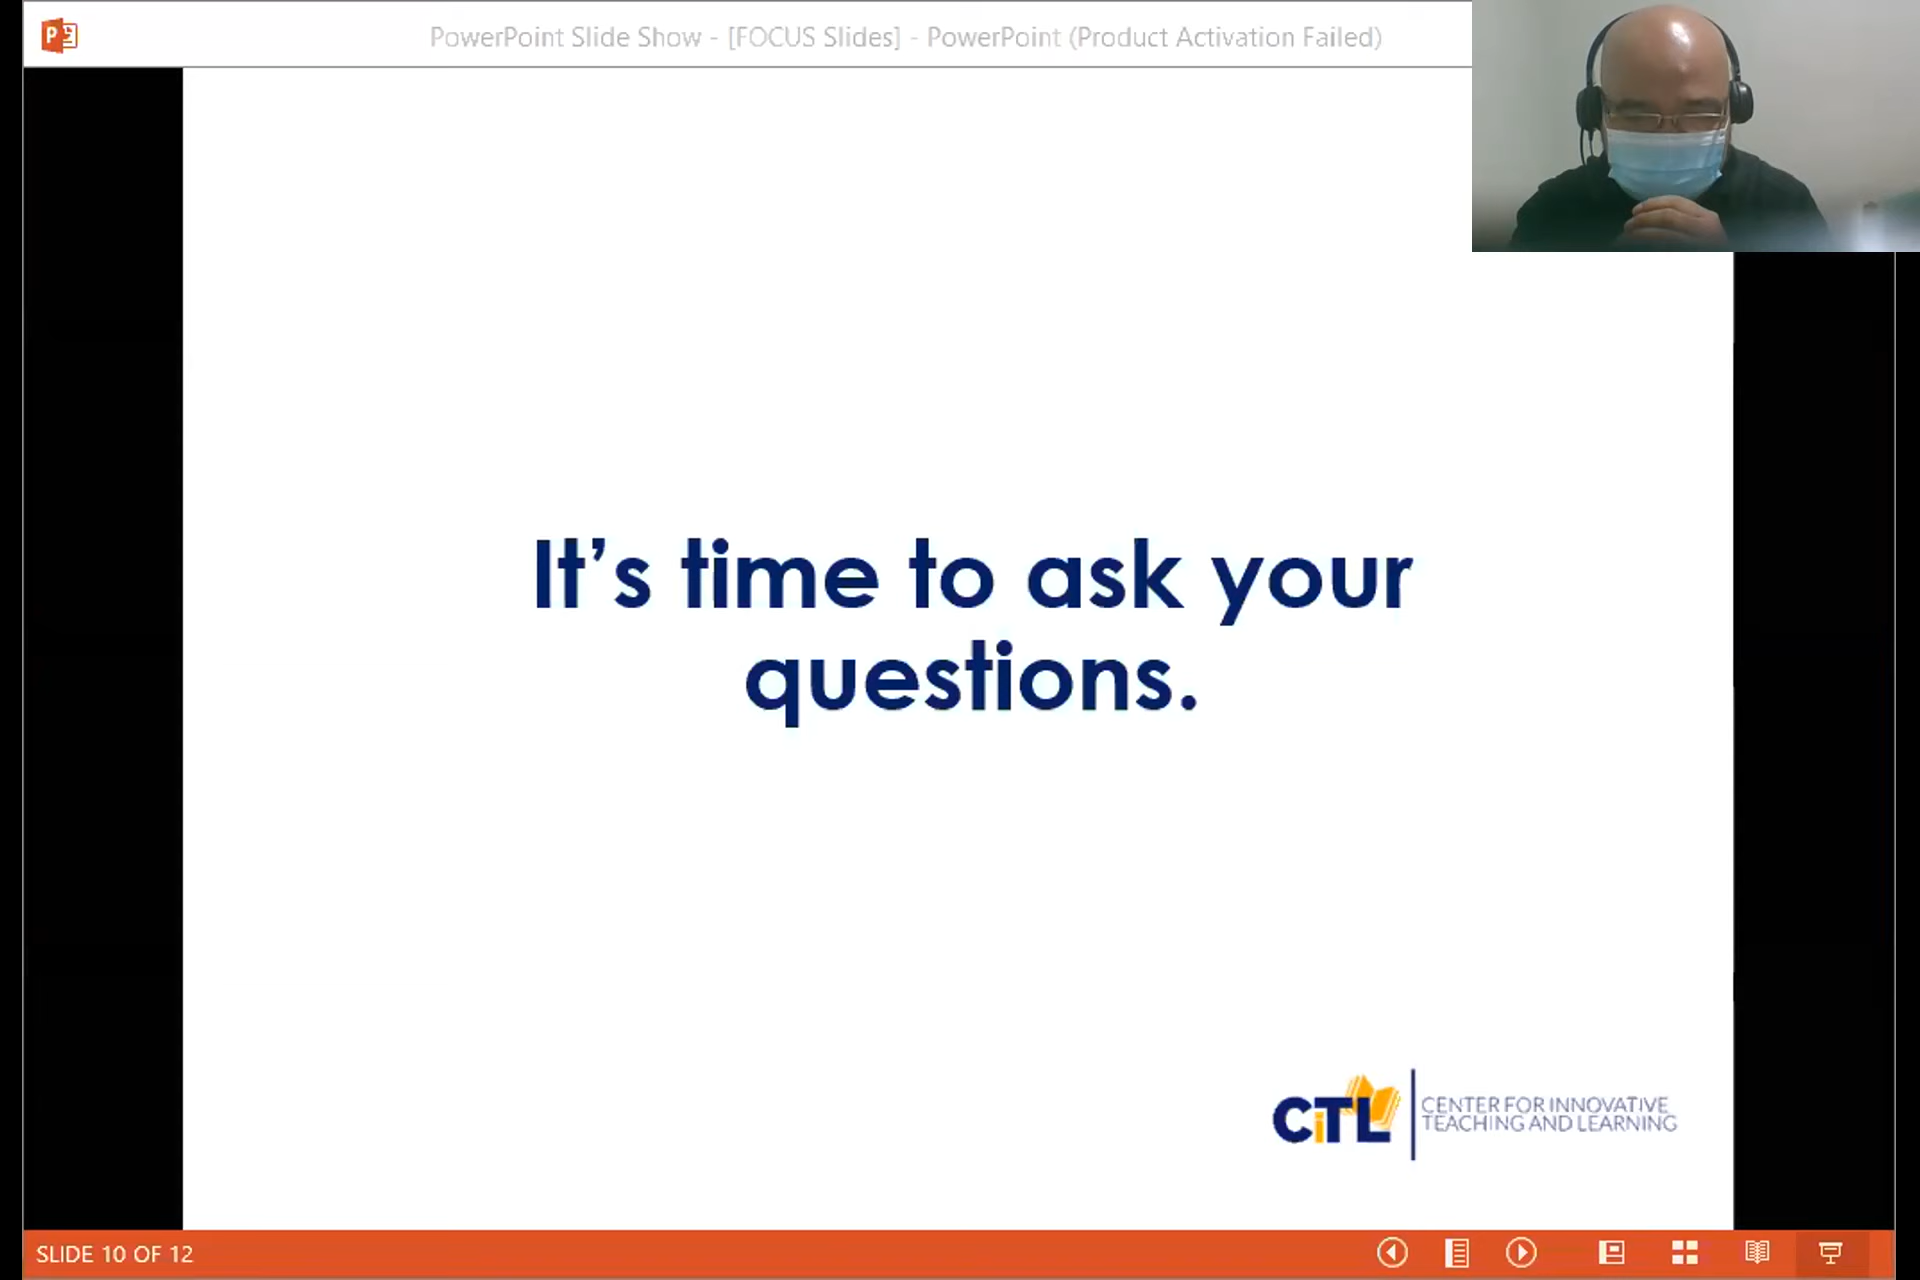 PowerPoint Slide Show - [FOCUS Slides] - PowerPoint (Product Activation Failed)
It's time to ask your
questions.
CiTL
CENTER FOR INNOVATIVE
TEACHING AND LEARNING
SLIDE 10 OF 12